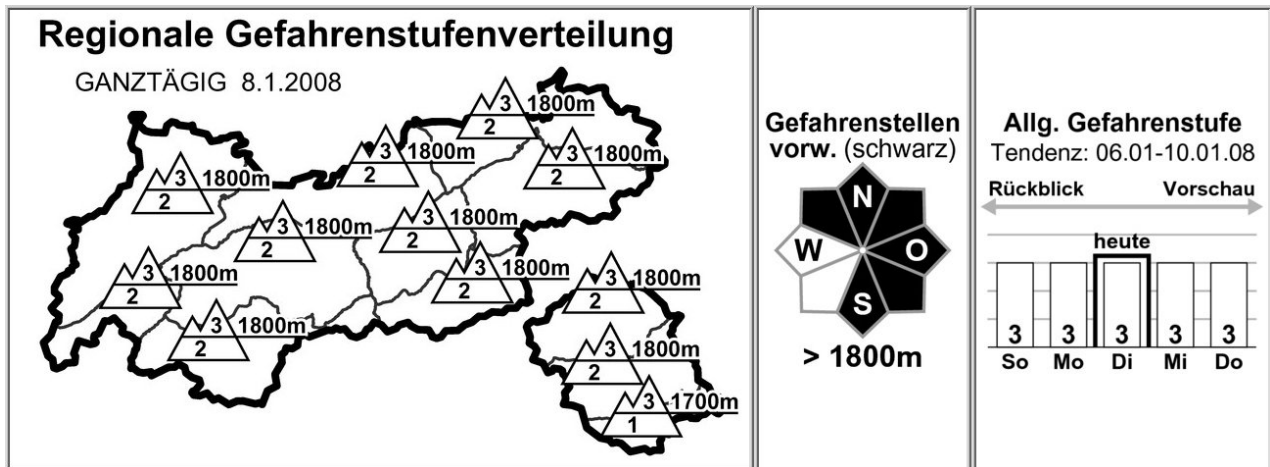 Regionale Gefahrenstufenverteilung
GANZTÄGIG 8.1.2008
3 1800m
2
3 1800m
2
3 1800m
2
3 1800m
2
3 1800m
2
3 1800m
2
3 1800m
2
3 1800m
2
3 1800m
2
3 1800m
2
3 1800m
2
3 1700m
1
Gefahrenstellen
vorw. (schwarz)
N
W
O
S
> 1800m
Allg. Gefahrenstufe
Tendenz: 06.01-10.01.08
Rückblick Vorschau
heute
3 3 3 3 3
So Mo Di Mi Do